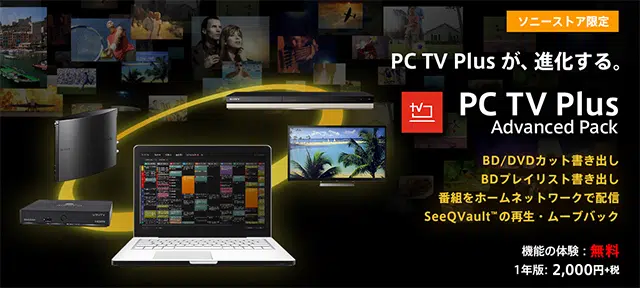 ソニーストア限定
PC TV Plus が、進化する。
PC TV Plus
Advanced Pack
BD/DVDカット書き出し
BDプレイリスト書き出し
番組をホームネットワークで配信
SeeQVault™の再生・ムーブバック
機能の体験：無料
1年版: 2,000円+税